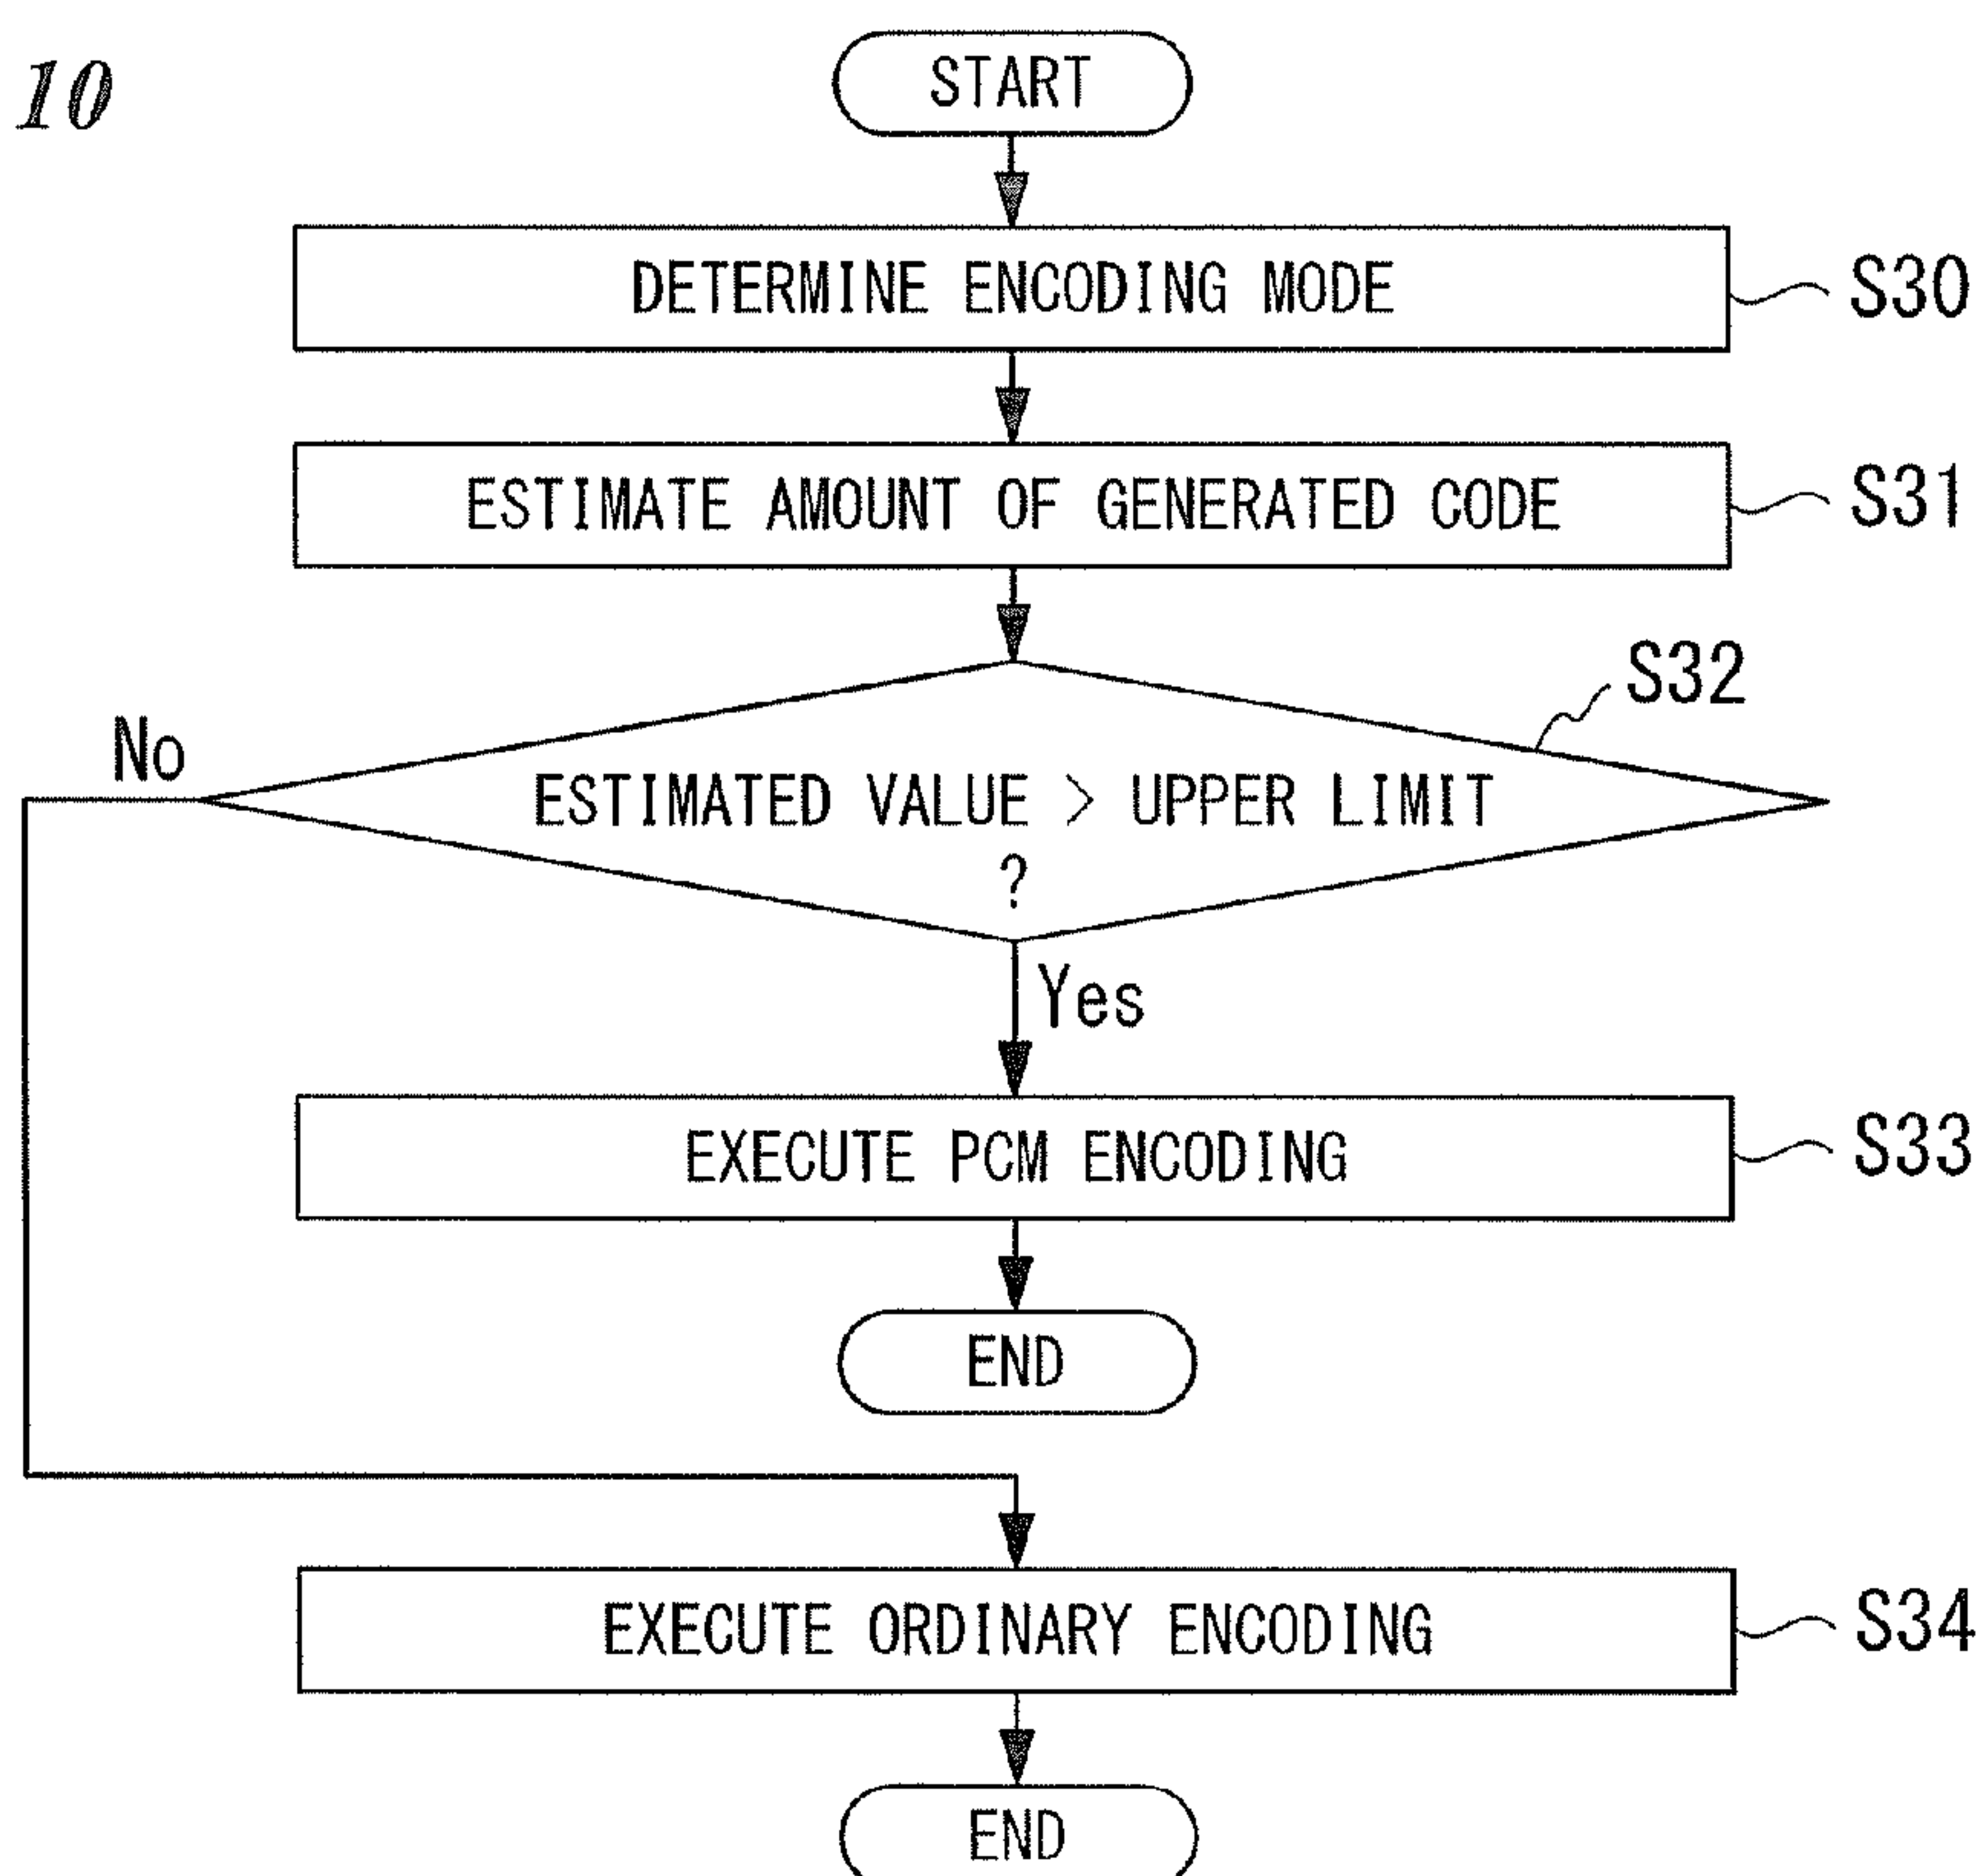 10
START
DETERMINE ENCODING MODE
S30
ESTIMATE AMOUNT OF GENERATED CODE
S31
S32
No
ESTIMATED VALUE > UPPER LIMIT
?
Yes
EXECUTE PCM ENCODING
S33
END
EXECUTE ORDINARY ENCODING
S34
END